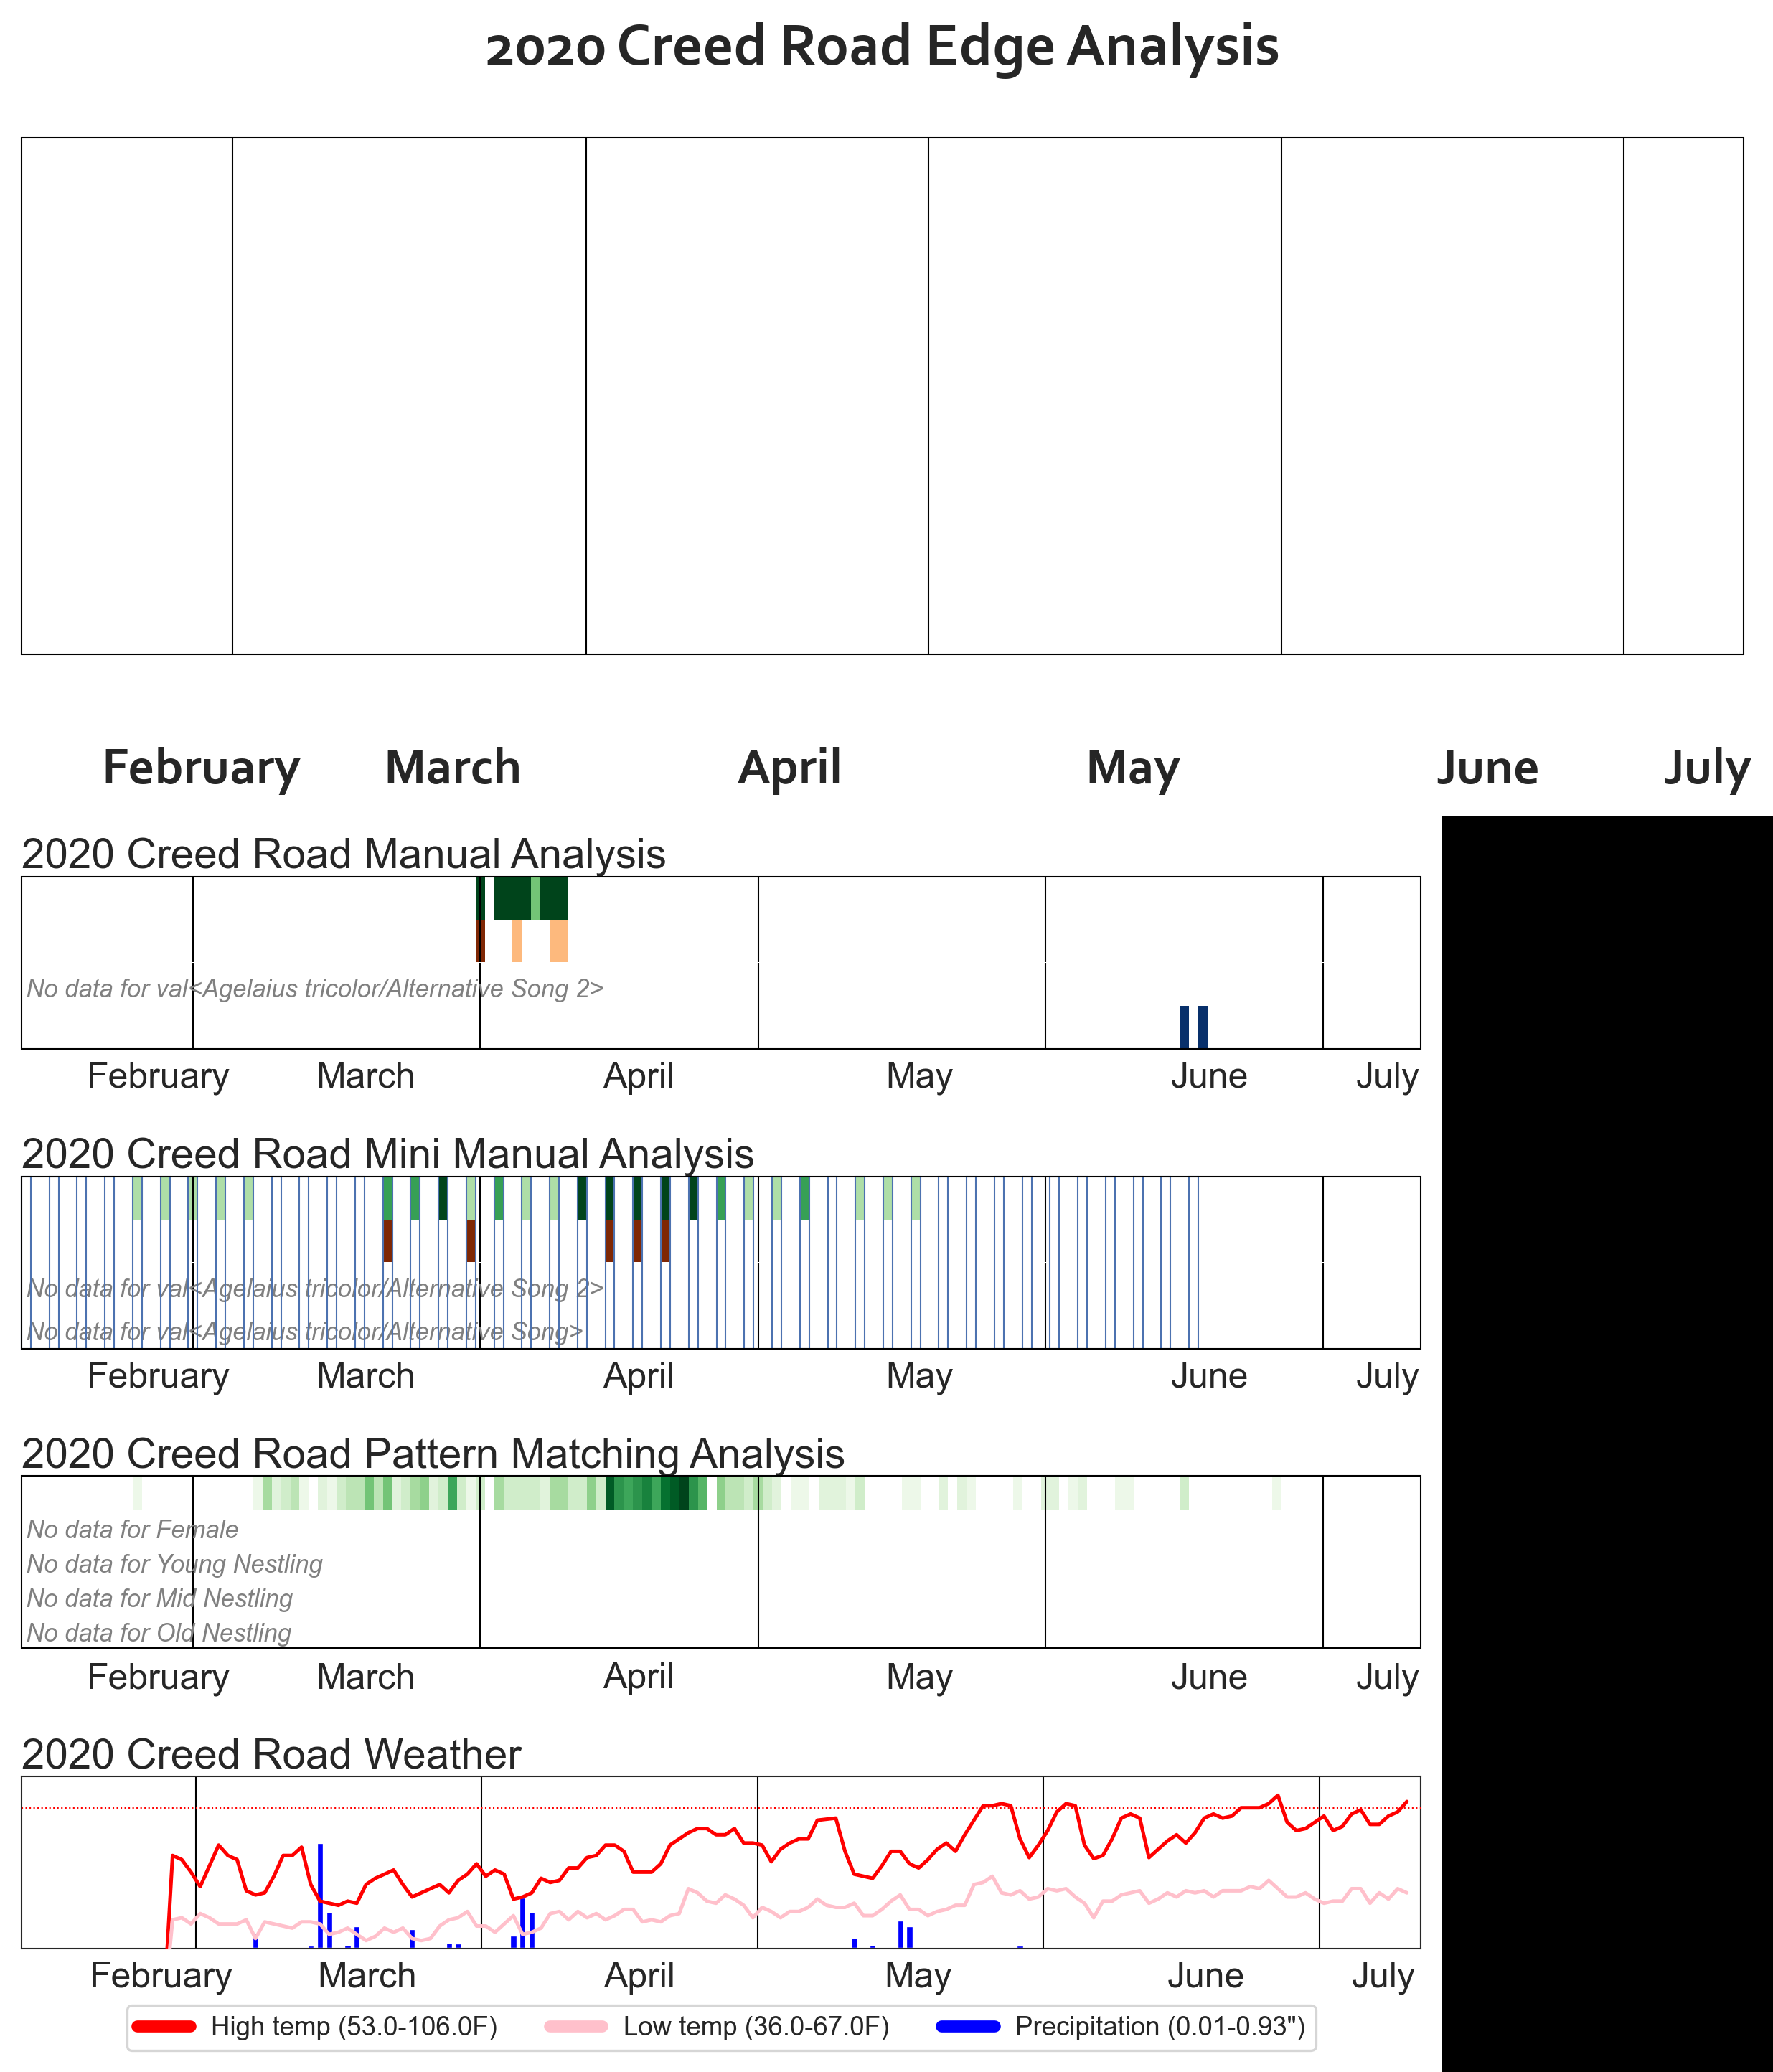 2020 Creed Road Edge Analysis
February March April May June July
2020 Creed Road Manual Analysis
No data for val<Agelaius tricolor/Alternative Song 2>
February March April May June July
2020 Creed Road Mini Manual Analysis
No data for val<Agelaius tricolor/Alternative Song 2>
No data for val<Agelaius tricolor/Alternative Song>
February March April May June July
2020 Creed Road Pattern Matching Analysis
No data for Female
No data for Young Nestling
No data for Mid Nestling
No data for Old Nestling
February March April May June July
2020 Creed Road Weather
February March April May June July
High temp (53.0-106.0F) Low temp (36.0-67.0F) Precipitation (0.01-0.93")